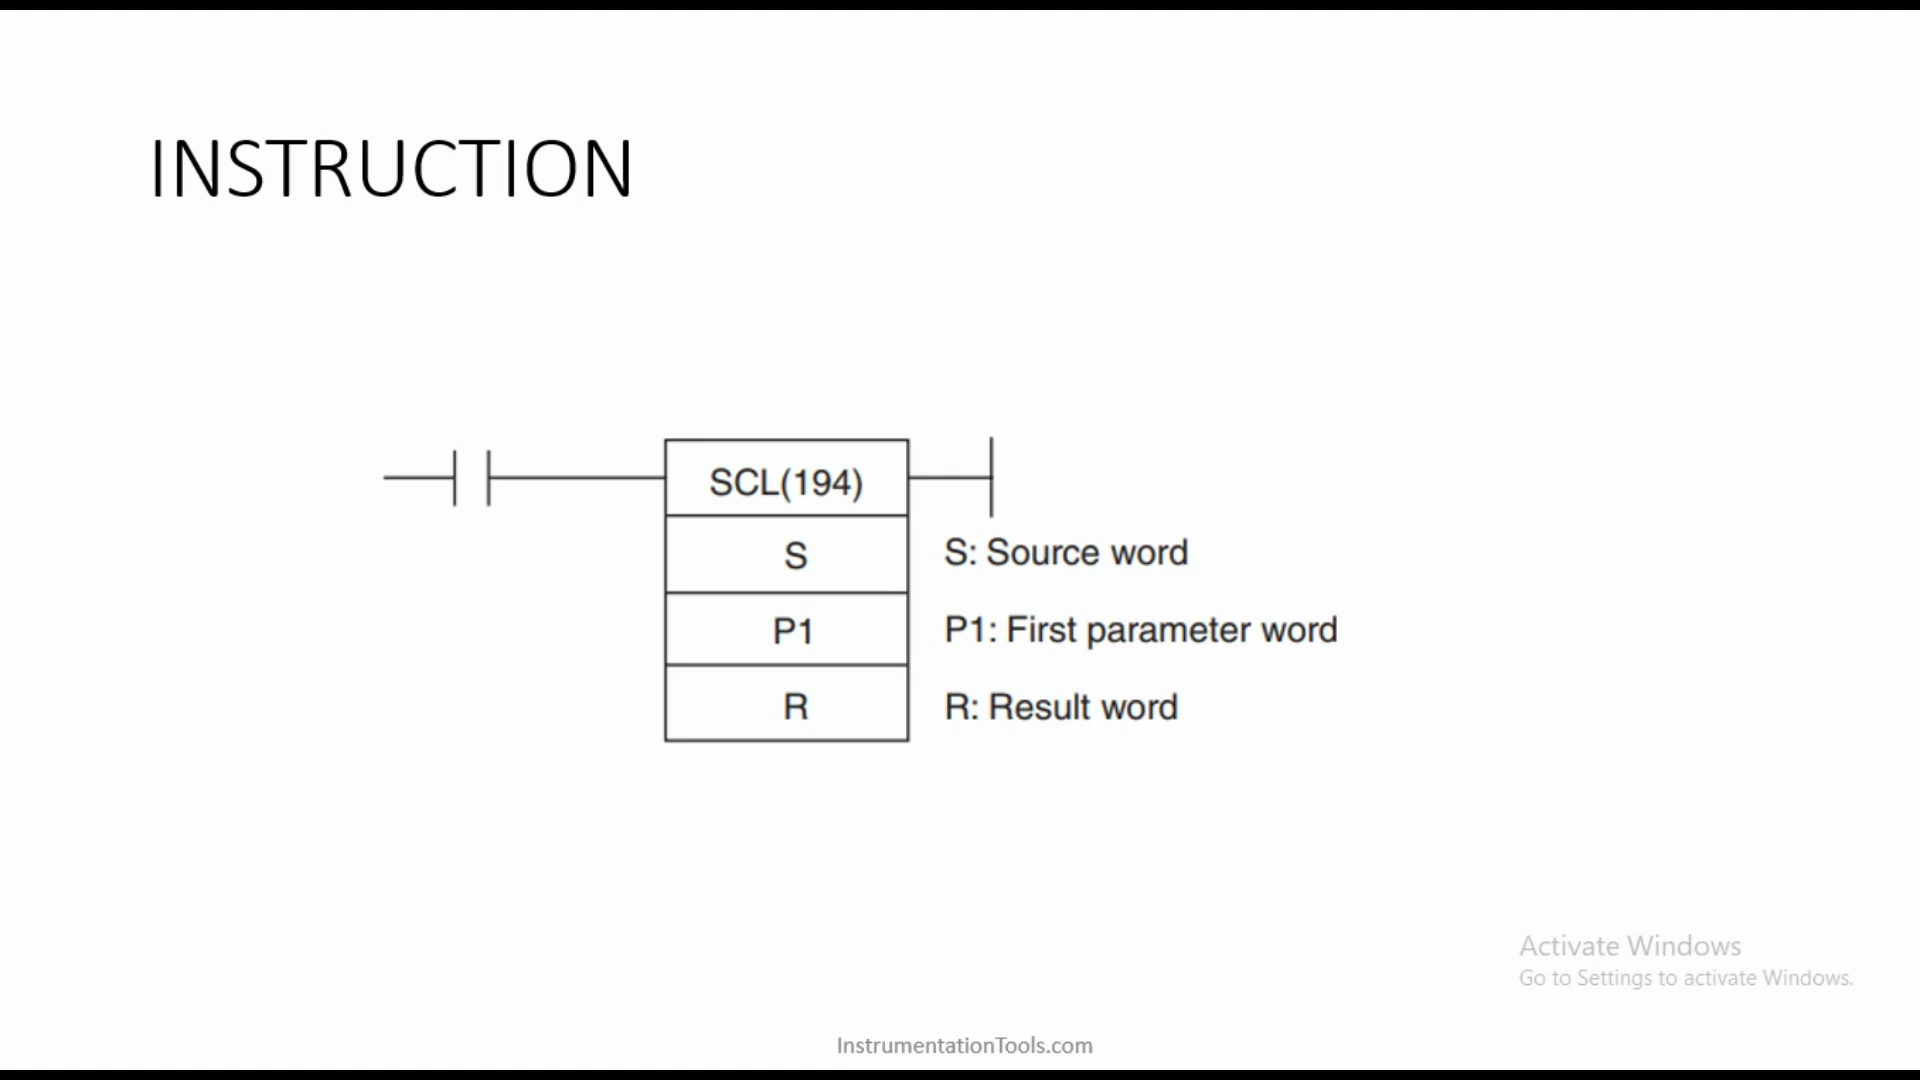 INSTRUCTION
SCL(194)
S
S: Source word
P1
P1: First parameter word
R
R: Result word
Activate Windows
Go to Settings to activate Windows.
InstrumentationTools.com